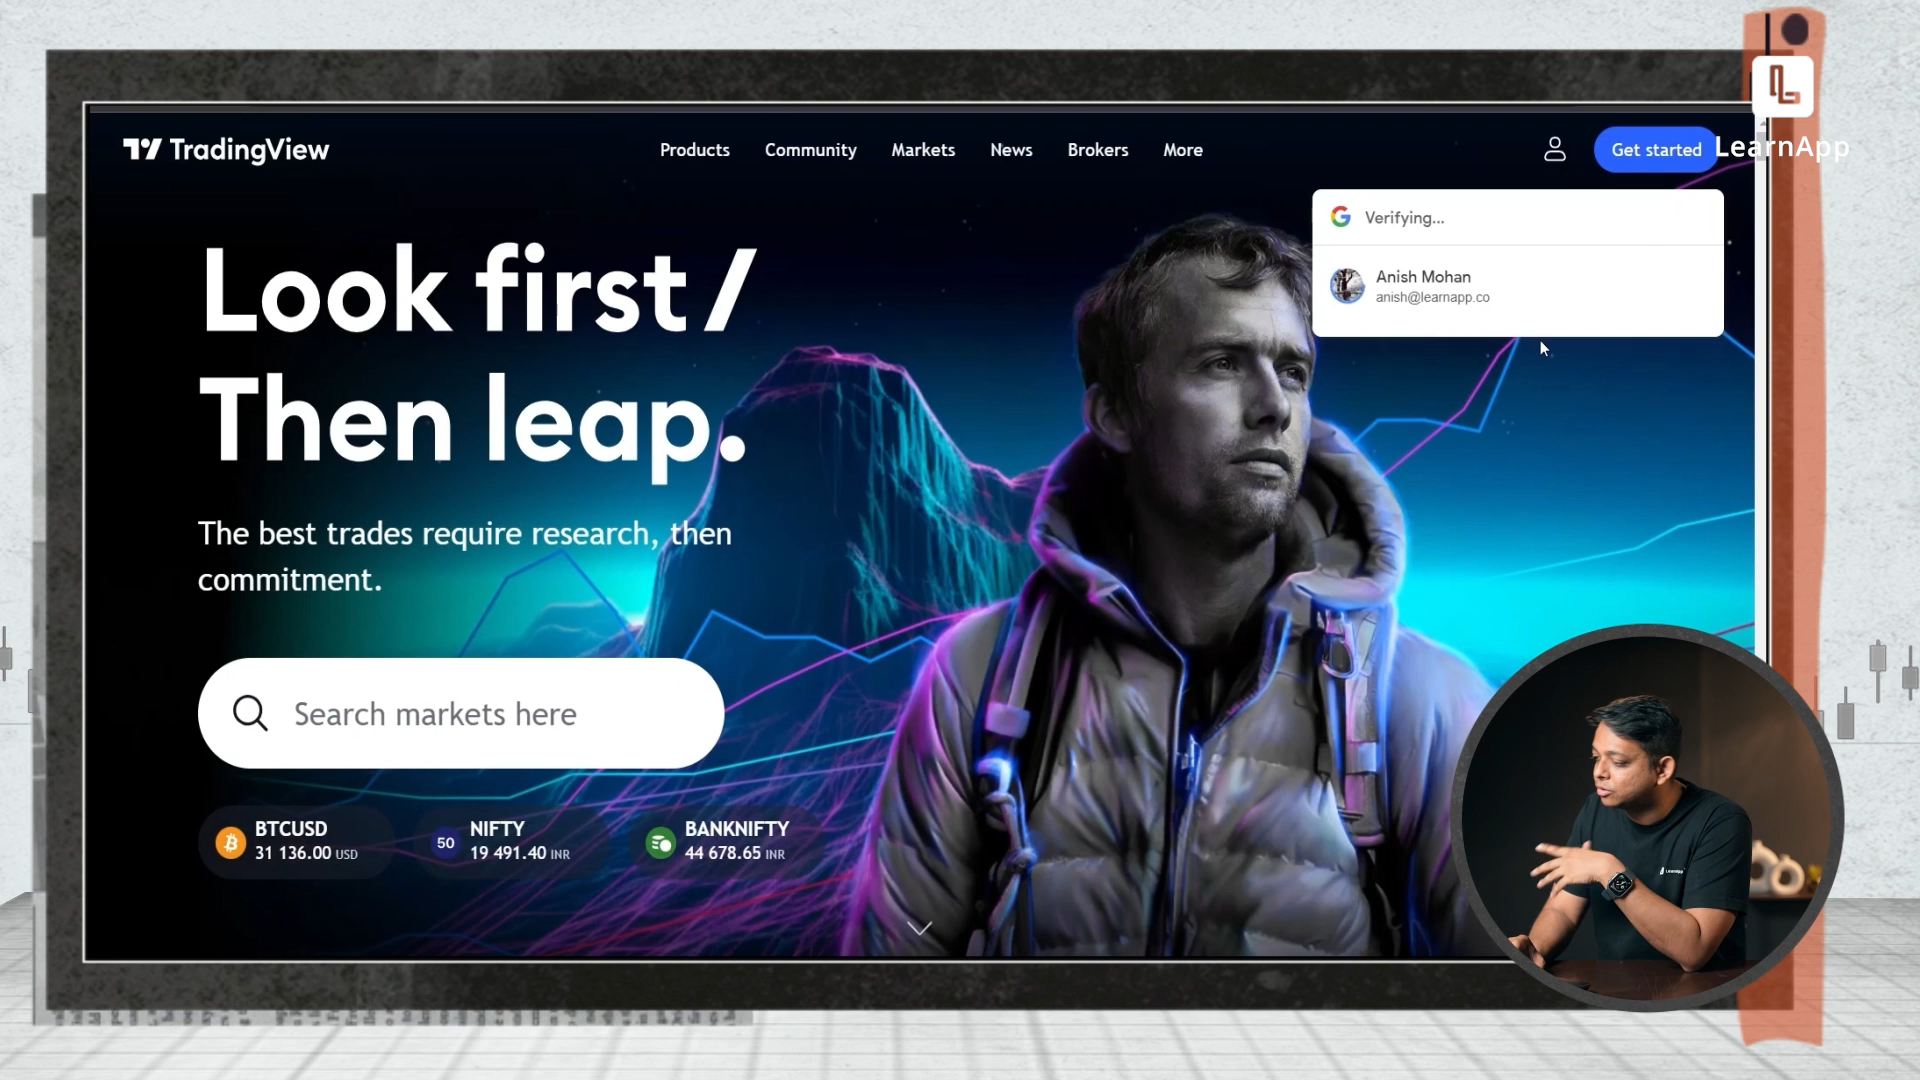 TradingView
Products
Community
Markets
News
Brokers
More
Get started
LearnApp
Verifying...
Anish Mohan
anish@learnapp.co
Look first /
Then leap.
The best trades require research, then
commitment.
Search markets here
BTCUSD
31 136.00 USD
50
NIFTY
19 491.40 INR
BANKNIFTY
44 678.65 INR
LearnApp